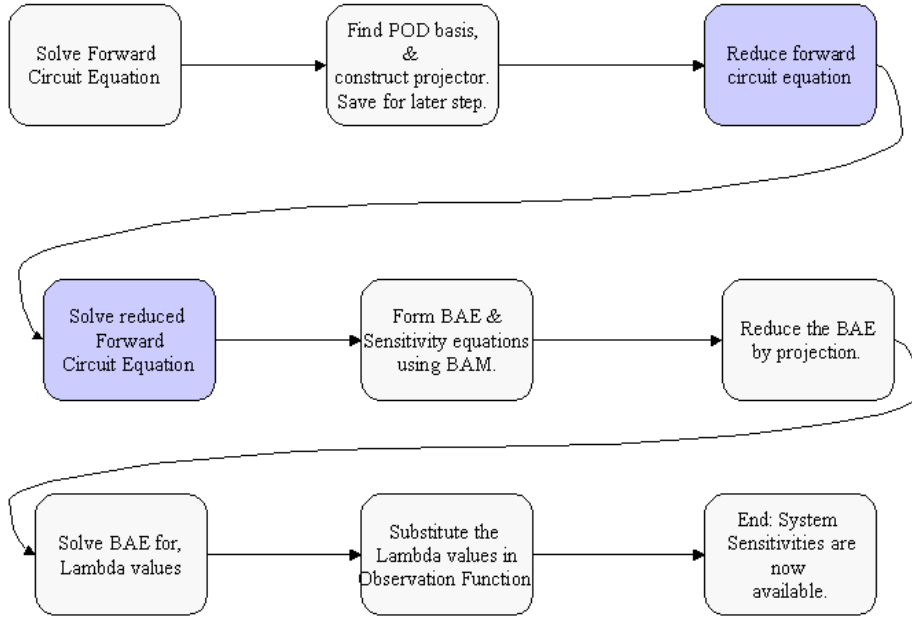 Solve Forward
Circuit Equation
Find POD basis,
&
construct projector.
Save for later step.
Reduce forward
circuit equation
Solve reduced
Forward
Circuit Equation
Form BAE &
Sensitivity equations
using BAM.
Reduce the BAE
by projection.
Solve BAE for,
Lambda values
Substitute the
Lambda values in
Observation Function
End: System
Sensitivities are
now
available.